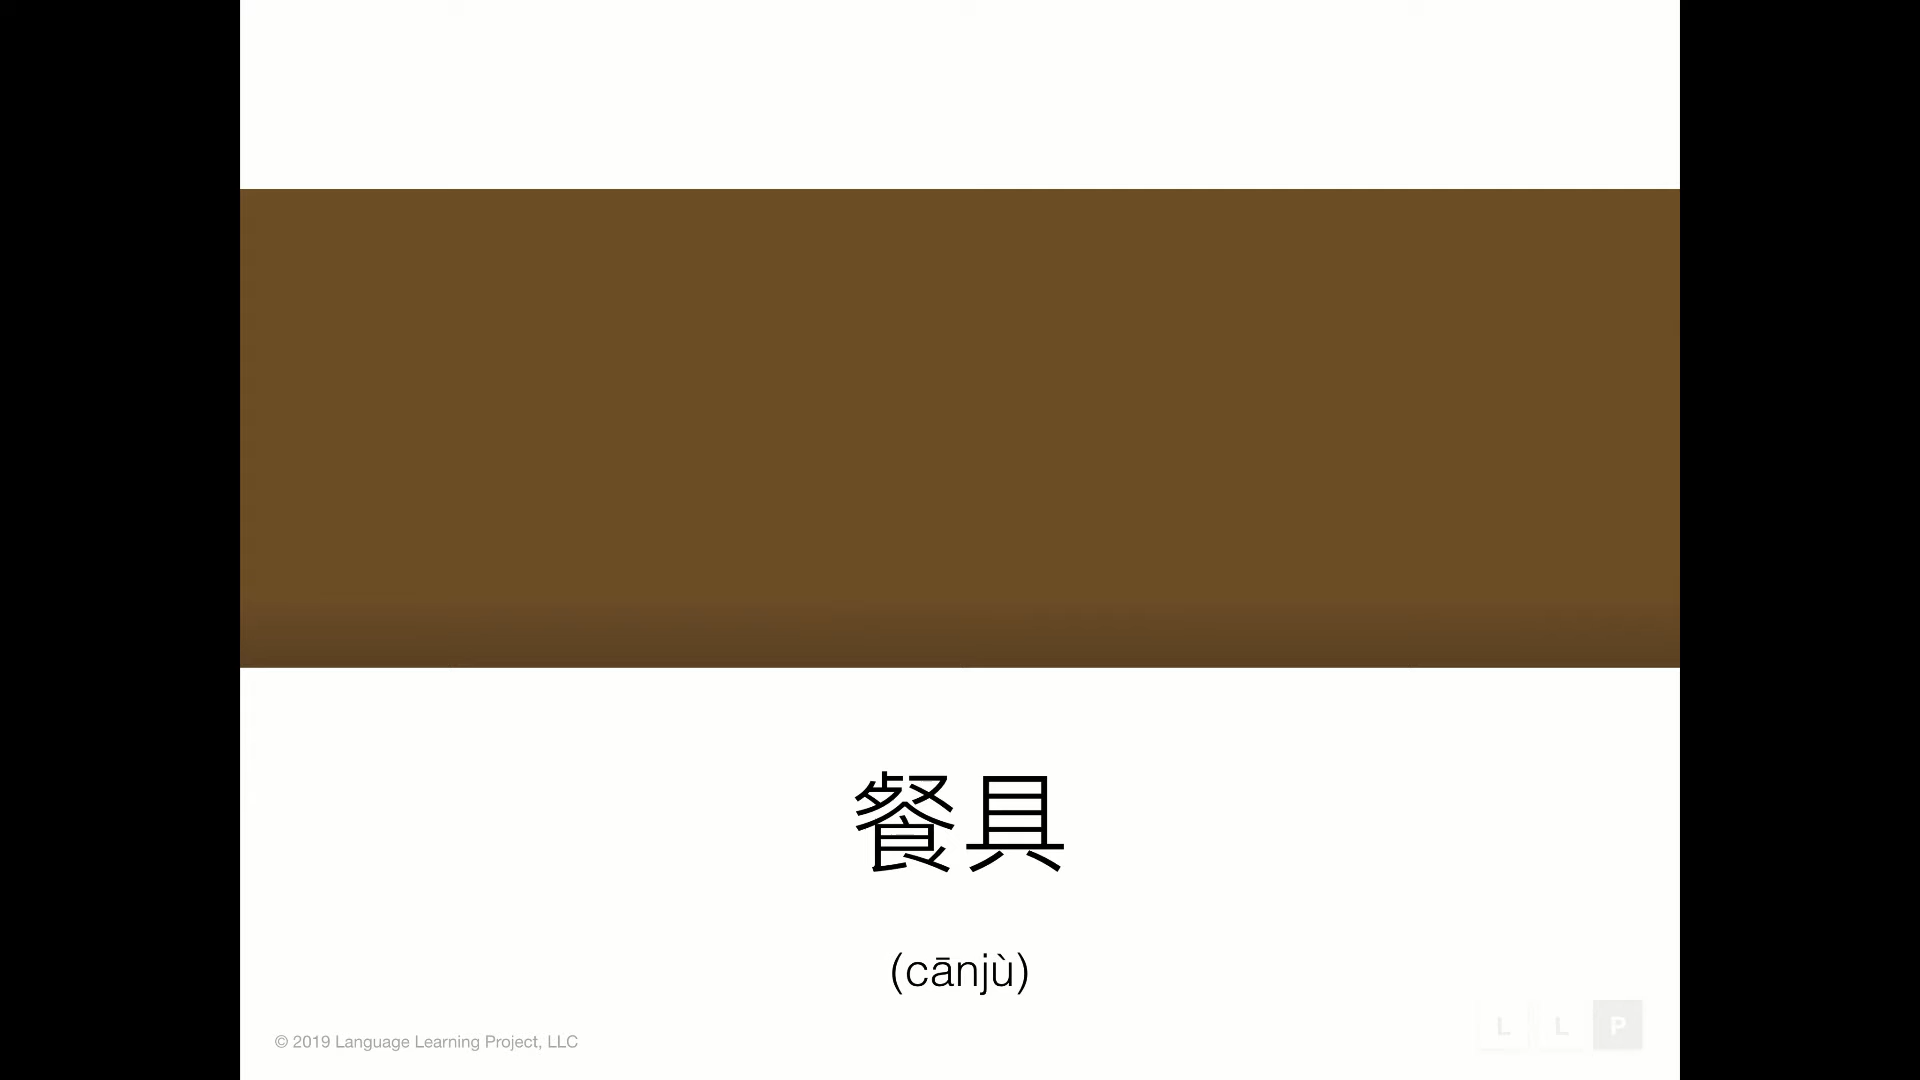 餐具
(cānjù)
© 2019 Language Learning Project, LLC
L L P